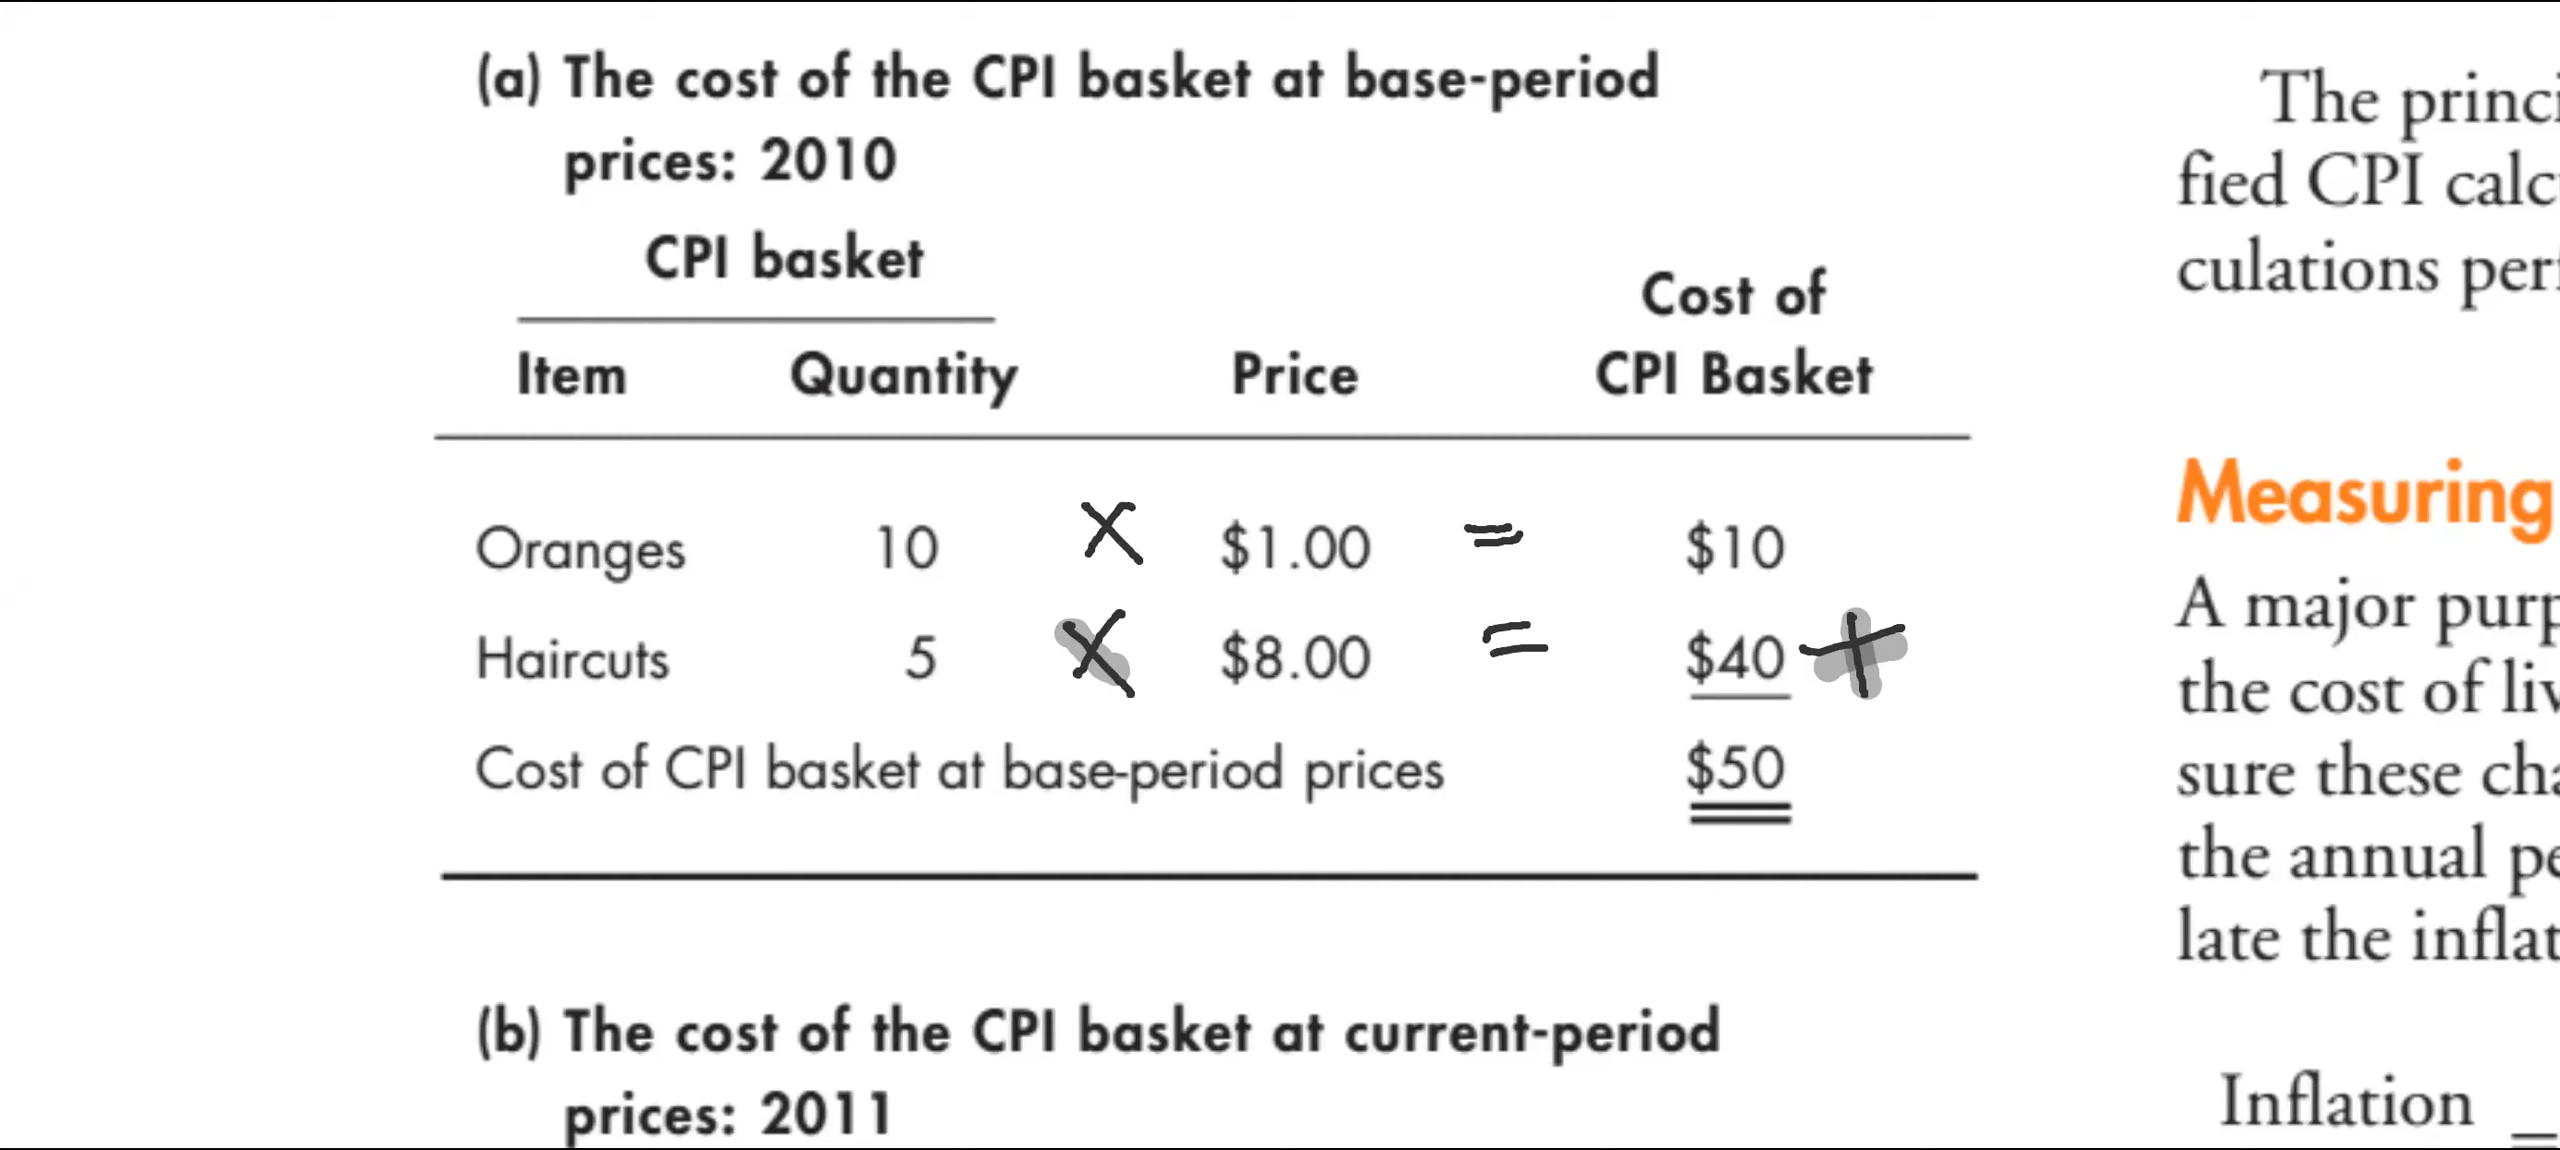 (a) The cost of the CPI basket at base-period
prices: 2010
CPI basket
Cost of
Item Quantity Price CPI Basket
Oranges 10 × $1.00 = $10
Haircuts 5 × $8.00 = $40 +
Cost of CPI basket at base-period prices $50
(b) The cost of the CPI basket at current-period
prices: 2011
The princi
fied CPI calc
culations per
Measuring
A major purp
the cost of liv
sure these cha
the annual pe
late the inflat
Inflation =